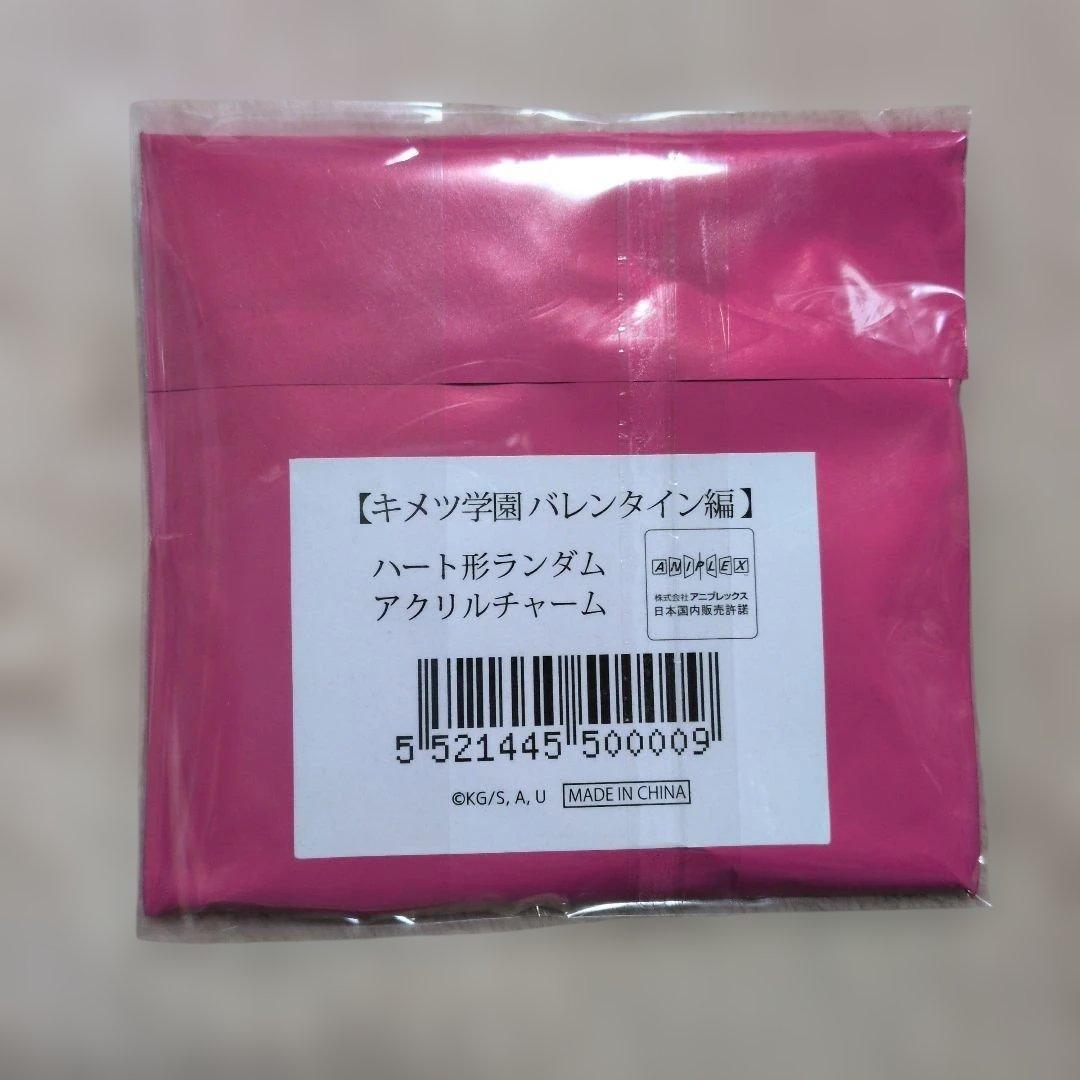 【キメツ学園 バレンタイン編】
ハート形ランダム
アクリルチャーム
ANIPLEX
株式会社アニプレックス
日本国内販売許諾
5 521445 500009
©KG/S, A, U
MADE IN CHINA